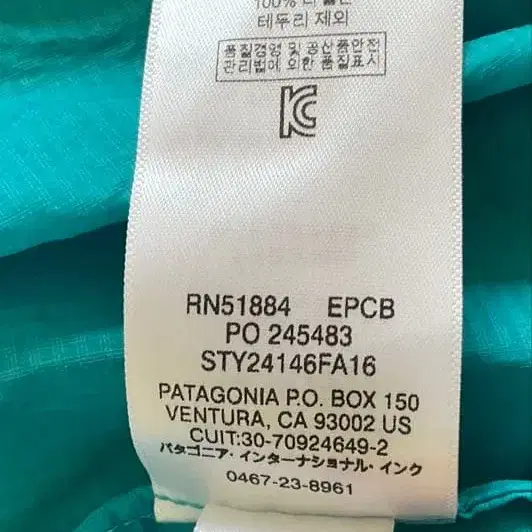 100%
테두리 제외
품질경영 및 공산품안전
관리법에 의한 품질표시
RN51884 EPCB
PO 245483
STY24146FA16
PATAGONIA P.O. BOX 150
VENTURA, CA 93002 US
CUIT:30-70924649-2
パタゴニア・インターナショナル・インク
0467-23-8961